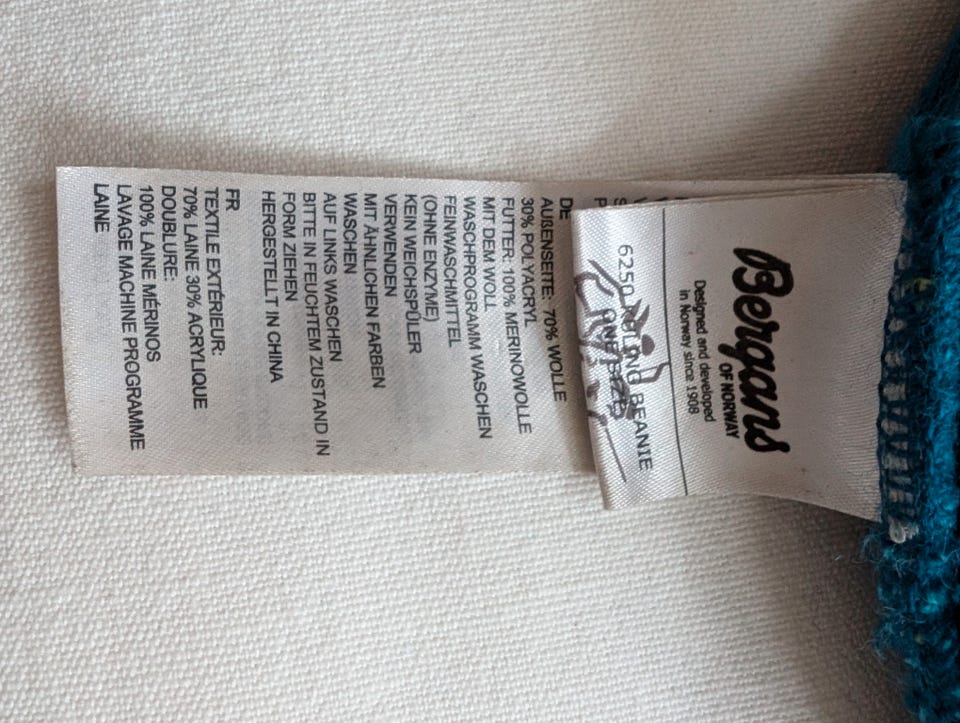 Bergans
OF NORWAY
Designed and developed
in Norway since 1908
BEANIE
ONE SIZE
DE
AUßENSEITE: 70% WOLLE
30% POLYACRYL
FUTTER: 100% MERINOWOLLE
MIT DEM WOLL
WASCHPROGRAMM WASCHEN
FEINWASCHMITTEL
(OHNE ENZYME)
KEIN WEICHSPÜLER
VERWENDEN
MIT ÄHNLICHEN FARBEN
WASCHEN
AUF LINKS WASCHEN
BITTE IN FEUCHTEM ZUSTAND IN
FORM ZIEHEN
HERGESTELLT IN CHINA
FR
TEXTILE EXTÉRIEUR:
70% LAINE 30% ACRYLIQUE
DOUBLURE:
100% LAINE MÉRINOS
LAVAGE MACHINE PROGRAMME
LAINE